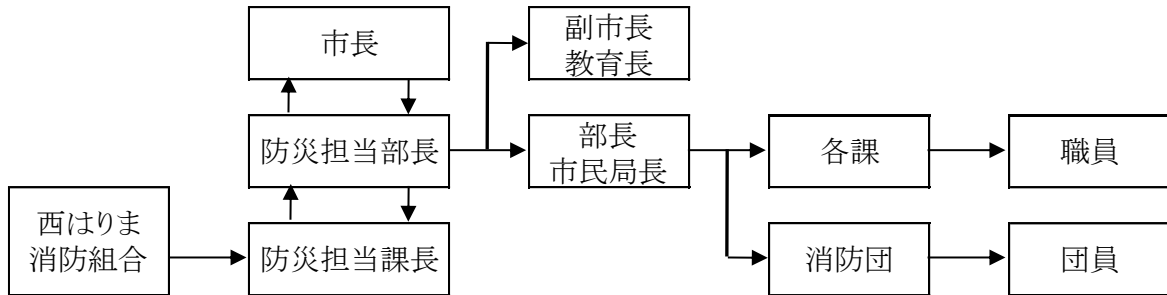 市長
副市長
教育長
防災担当部長
部長
市民局長
各課
職員
西はりま
消防組合
防災担当課長
消防団
団員